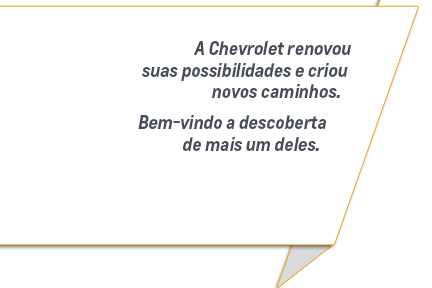 A Chevrolet renovou
suas possibilidades e criou
novos caminhos.
Bem-vindo a descoberta
de mais um deles.